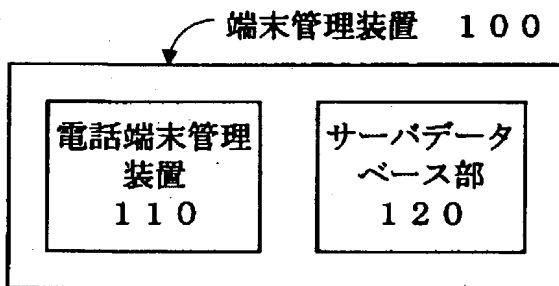 端末管理装置　１００
電話端末管理
装置
１１０
サーバデータ
ベース部
１２０